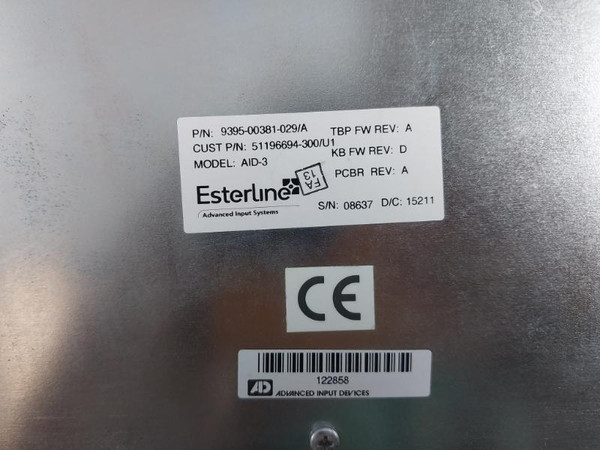 P/N: 9395-00381-029/A TBP FW REV: A
CUST P/N: 51196694-300/U1 KB FW REV: D
MODEL: AID-3 PCBR REV: A
FA
13
Esterline
Advanced Input Systems
S/N: 08637 D/C: 15211
CE
122858
AD ADVANCED INPUT DEVICES